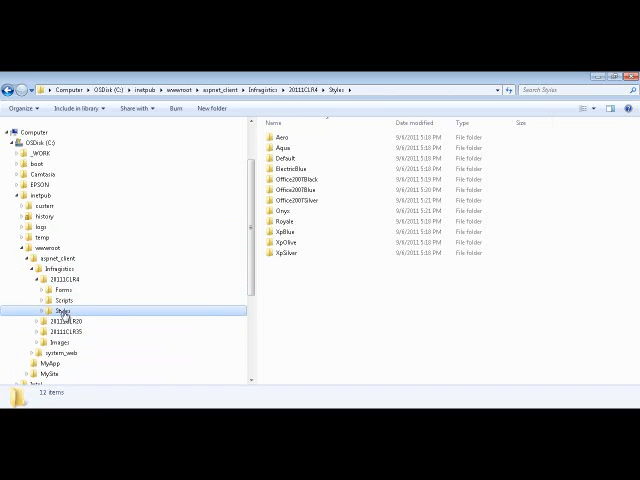 Computer ▸ OSDisk (C:) ▸ inetpub ▸ wwwroot ▸ aspnet_client ▸ Infragistics ▸ 20111CLR4 ▸ Styles ▸
Search Styles
Organize Include in library Share with Burn New folder
Name Date modified Type Size
Computer
OSDisk (C:)
_WORK
boot
Camtasia
EPSON
inetpub
custerr
history
logs
temp
wwwroot
aspnet_client
Infragistics
20111CLR4
Forms
Scripts
Styles
20111CLR20
20111CLR35
Images
system_web
MyApp
MySite
Intel
Aero 9/6/2011 5:18 PM File folder
Aqua 9/6/2011 5:18 PM File folder
Default 9/6/2011 5:18 PM File folder
ElectricBlue 9/6/2011 5:18 PM File folder
Office2007Black 9/6/2011 5:19 PM File folder
Office2007Blue 9/6/2011 5:20 PM File folder
Office2007Silver 9/6/2011 5:21 PM File folder
Onyx 9/6/2011 5:21 PM File folder
Royale 9/6/2011 5:18 PM File folder
XpBlue 9/6/2011 5:18 PM File folder
XpOlive 9/6/2011 5:18 PM File folder
XpSilver 9/6/2011 5:18 PM File folder
12 items